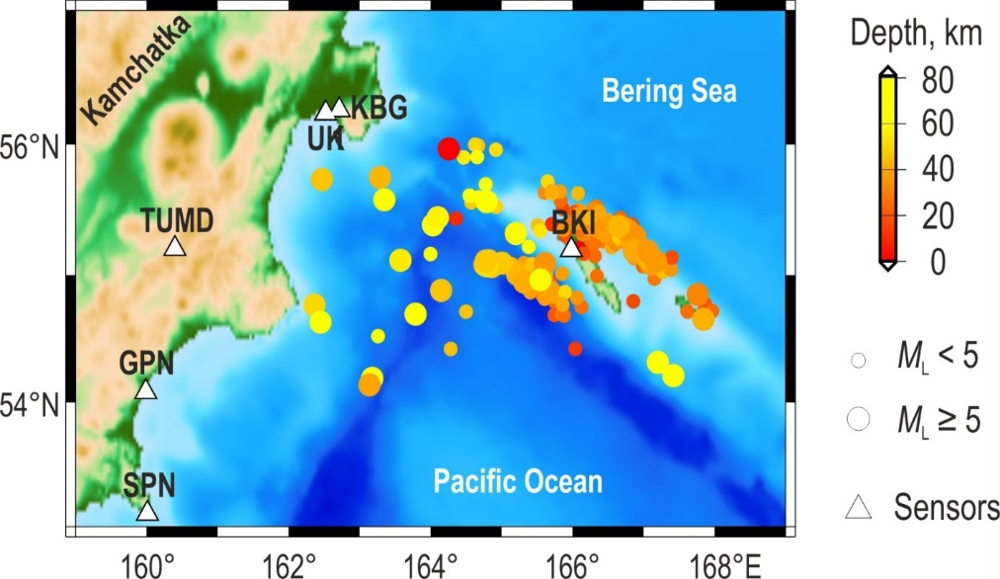 Kamchatka
KBG
UK
Bering Sea
56°N
TUMD
BKI
GPN
54°N
SPN
Pacific Ocean
160°
162°
164°
166°
168°E
Depth, km
80
60
40
20
0
ML < 5
ML ≥ 5
Sensors